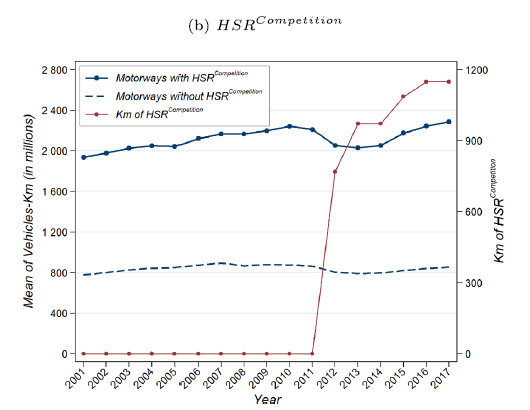 (b) HSR^Competition
2 800
2 400
2 000
1 600
1 200
800
400
0
Mean of Vehicles-Km (in millions)
Motorways with HSR^Competition
Motorways without HSR^Competition
Km of HSR^Competition
1200
900
600
300
0
Km of HSR^Competition
2001 2002 2003 2004 2005 2006 2007 2008 2009 2010 2011 2012 2013 2014 2015 2016 2017
Year